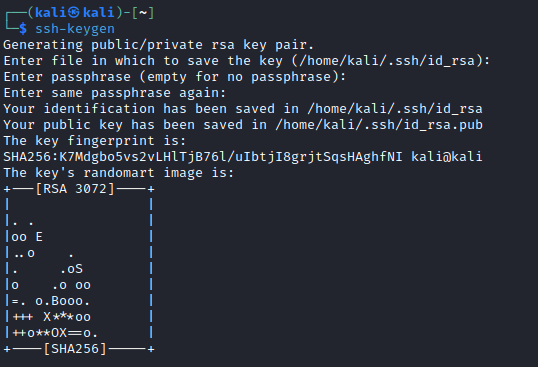 ┌──(kali㉿kali)-[~]
└─$ ssh-keygen
Generating public/private rsa key pair.
Enter file in which to save the key (/home/kali/.ssh/id_rsa):
Enter passphrase (empty for no passphrase):
Enter same passphrase again:
Your identification has been saved in /home/kali/.ssh/id_rsa
Your public key has been saved in /home/kali/.ssh/id_rsa.pub
The key fingerprint is:
SHA256:K7Mdgbo5vs2vLHlTjB76l/uIbtjI8grjtSqsHAghfNI kali@kali
The key's randomart image is:
+---[RSA 3072]----+
|                 |
|. .              |
|oo E             |
|..o    .         |
|.     .oS        |
|o    .o oo       |
|=. o.Booo.       |
|+++ X***oo       |
|++o**OX==o.      |
+----[SHA256]-----+